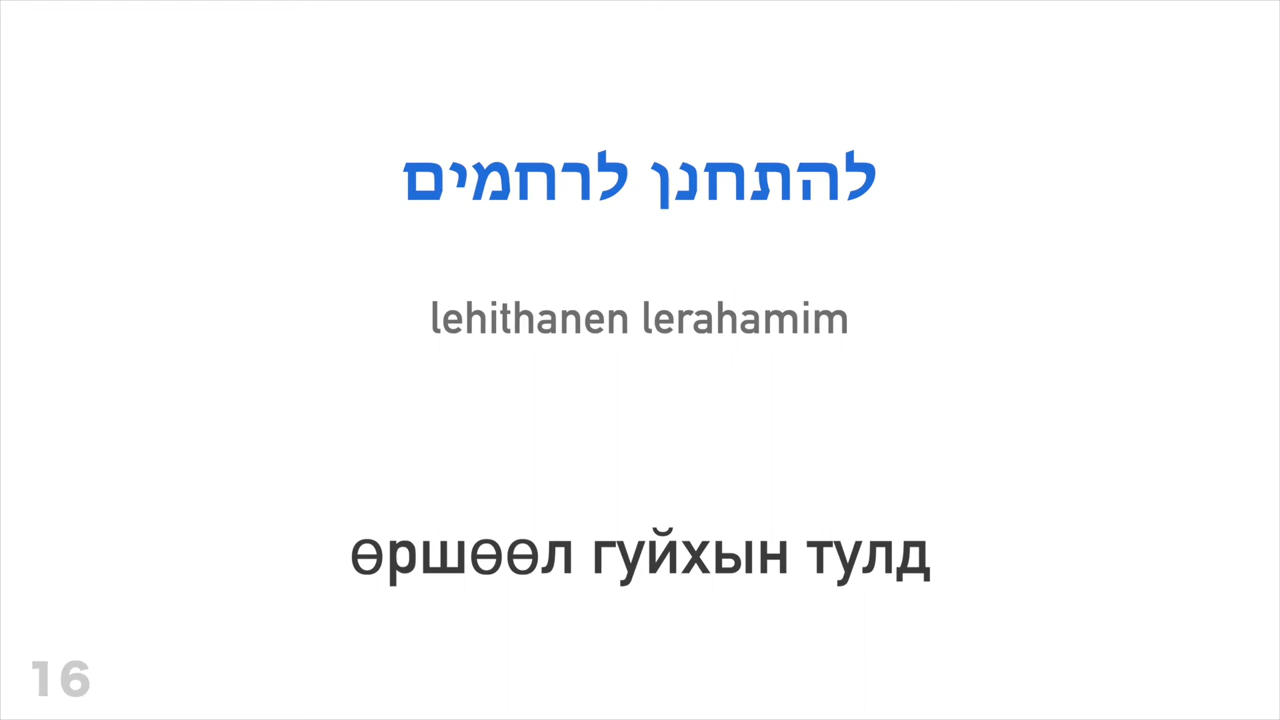 להתחנן לרחמים
lehithanen lerahamim
өршөөл гуйхын тулд
16